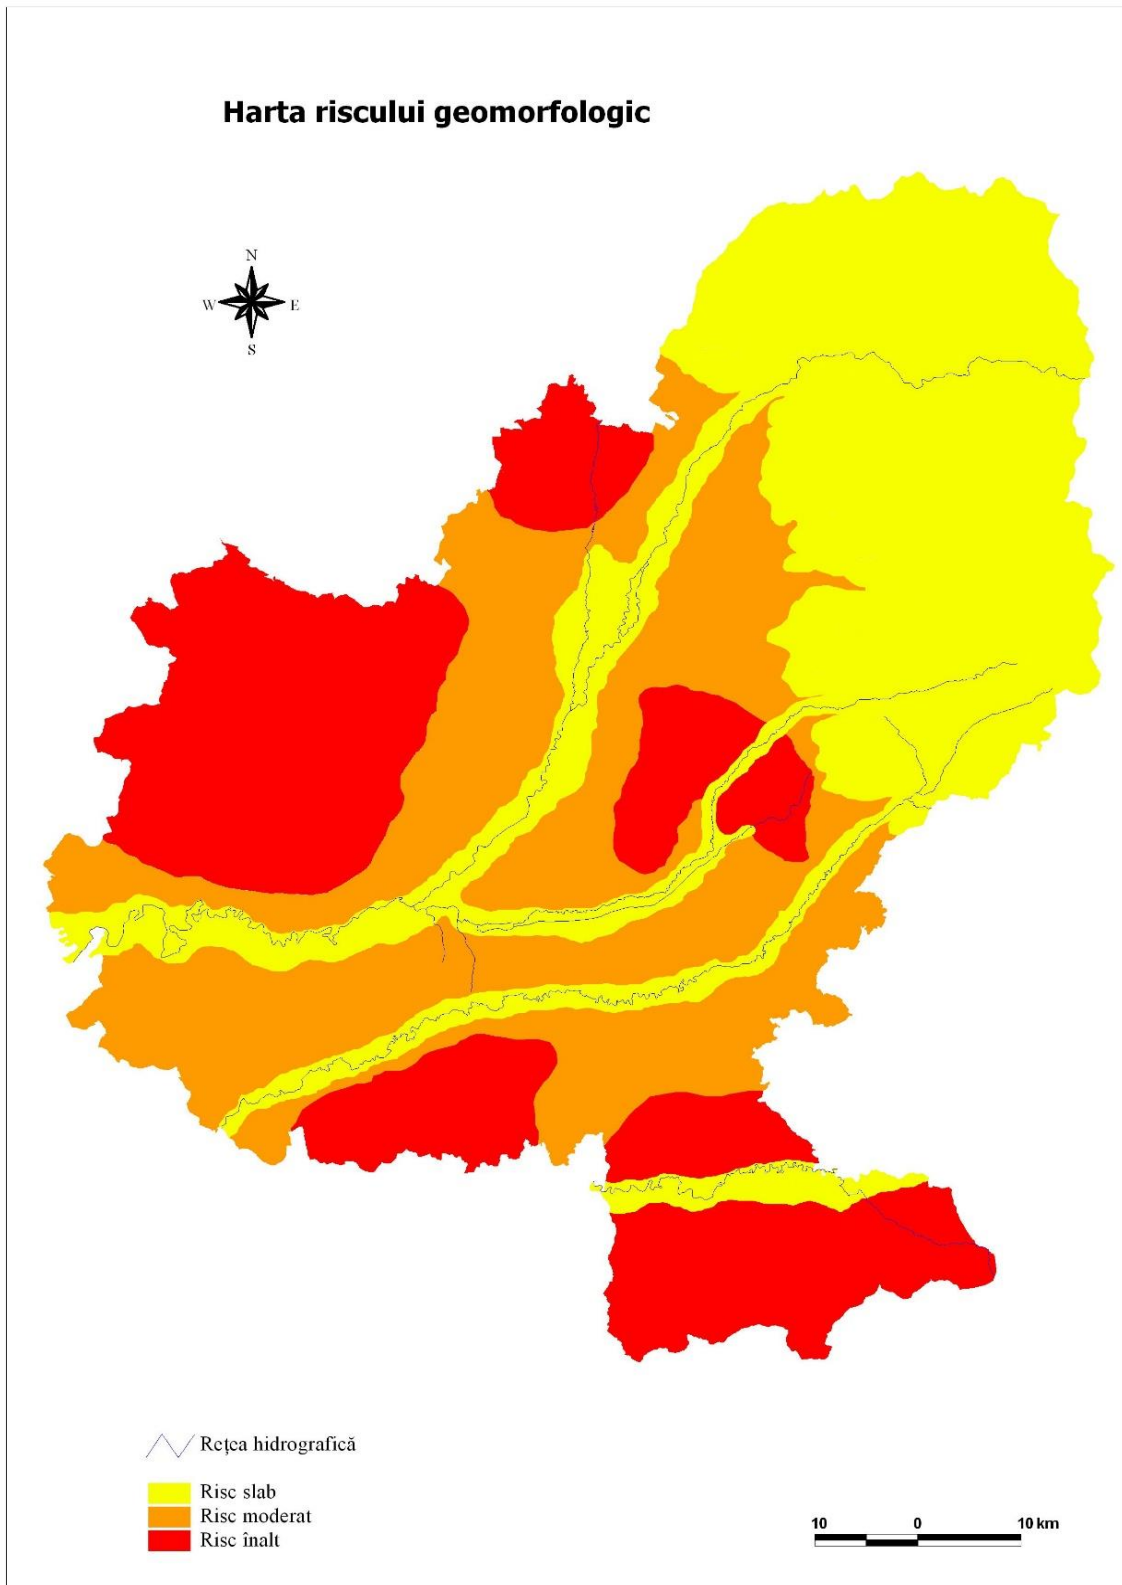 Harta riscului geomorfologic
N
W E
S
Rețea hidrografică
Risc slab
Risc moderat
Risc înalt
10 0 10 km